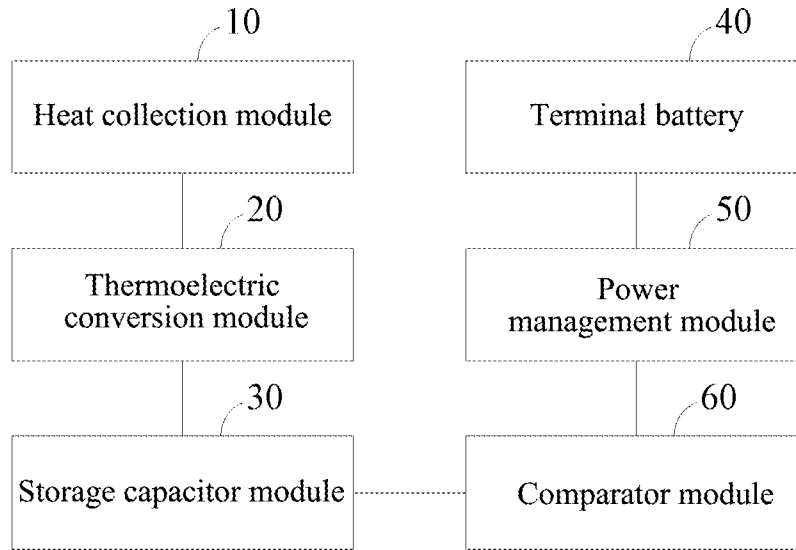 10
Heat collection module
20
Thermoelectric
conversion module
30
Storage capacitor module
40
Terminal battery
50
Power
management module
60
Comparator module